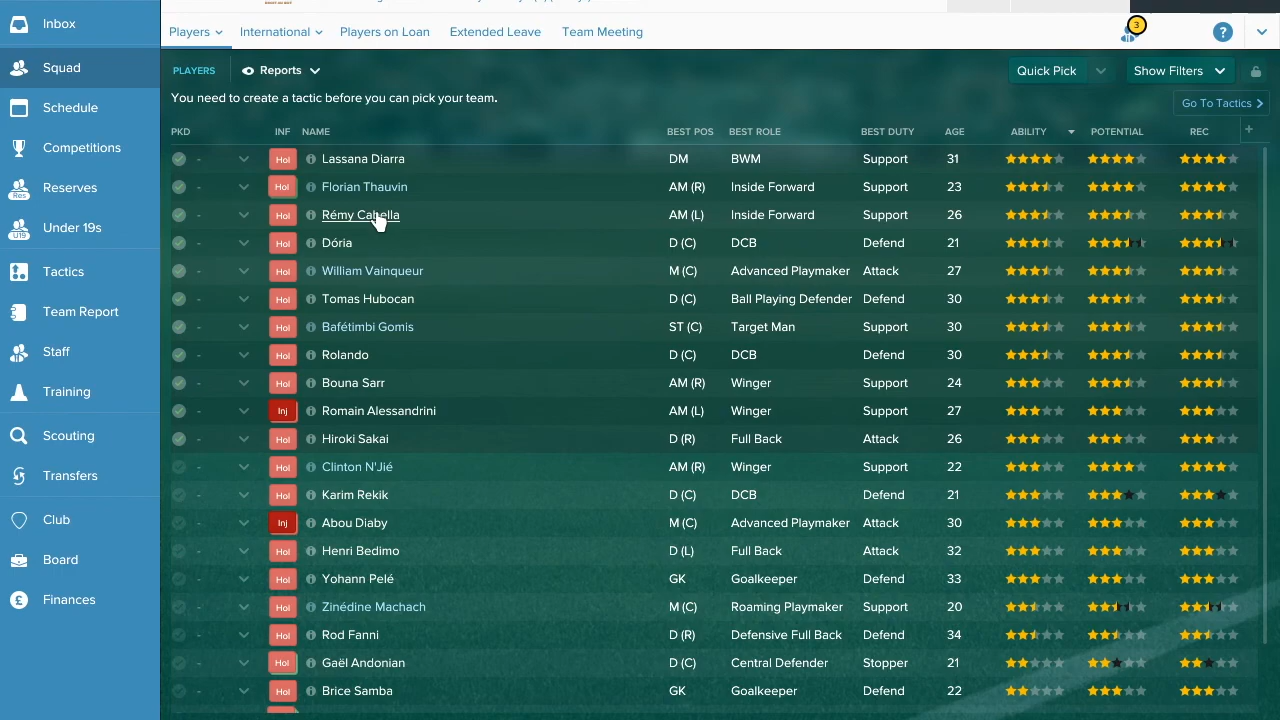 Inbox
Squad
Schedule
Competitions
Res Reserves
U19 Under 19s
Tactics
Team Report
Staff
Training
Scouting
Transfers
Club
Board
£ Finances
Players International Players on Loan Extended Leave Team Meeting 3 ?
PLAYERS Reports Quick Pick Show Filters
You need to create a tactic before you can pick your team. Go To Tactics
PKD INF NAME BEST POS BEST ROLE BEST DUTY AGE ABILITY POTENTIAL REC +
- Hol Lassana Diarra DM BWM Support 31
- Hol Florian Thauvin AM (R) Inside Forward Support 23
- Hol Rémy Cabella AM (L) Inside Forward Support 26
- Hol Dória D (C) DCB Defend 21
- Hol William Vainqueur M (C) Advanced Playmaker Attack 27
- Hol Tomas Hubocan D (C) Ball Playing Defender Defend 30
- Hol Bafétimbi Gomis ST (C) Target Man Support 30
- Hol Rolando D (C) DCB Defend 30
- Hol Bouna Sarr AM (R) Winger Support 24
- Inj Romain Alessandrini AM (L) Winger Support 27
- Hol Hiroki Sakai D (R) Full Back Attack 26
- Hol Clinton N'Jié AM (R) Winger Support 22
- Hol Karim Rekik D (C) DCB Defend 21
- Inj Abou Diaby M (C) Advanced Playmaker Attack 30
- Hol Henri Bedimo D (L) Full Back Attack 32
- Hol Yohann Pelé GK Goalkeeper Defend 33
- Hol Zinédine Machach M (C) Roaming Playmaker Support 20
- Hol Rod Fanni D (R) Defensive Full Back Defend 34
- Hol Gaël Andonian D (C) Central Defender Stopper 21
- Hol Brice Samba GK Goalkeeper Defend 22